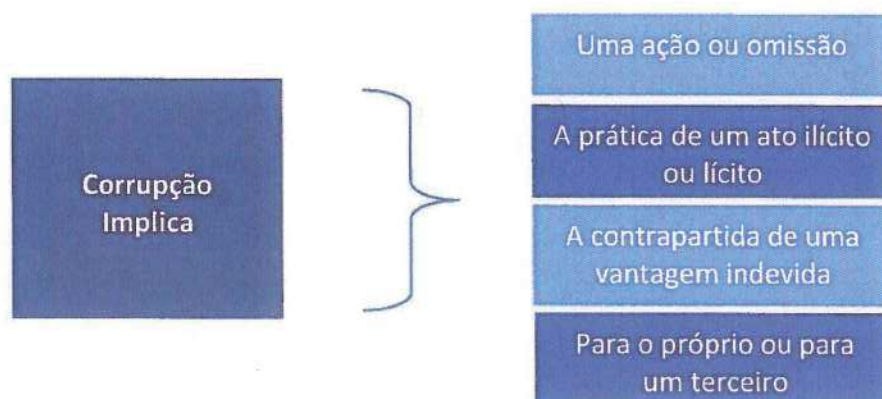 Corrupção
Implica
Uma ação ou omissão
A prática de um ato ilícito
ou lícito
A contrapartida de uma
vantagem indevida
Para o próprio ou para
um terceiro